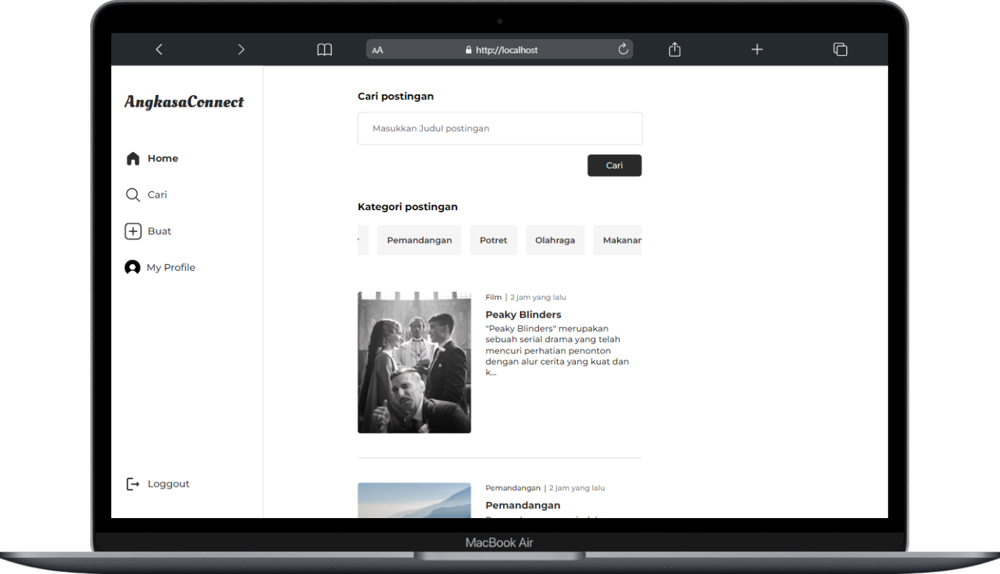 AA
http://localhost
AngkasaConnect
Home
Cari
Buat
My Profile
Loggout
Cari postingan
Masukkan Judul postingan
Cari
Kategori postingan
Pemandangan Potret Olahraga Makanan
Film | 2 jam yang lalu
Peaky Blinders
"Peaky Blinders" merupakan
sebuah serial drama yang telah
mencuri perhatian penonton
dengan alur cerita yang kuat dan
k...
Pemandangan | 2 jam yang lalu
Pemandangan
MacBook Air